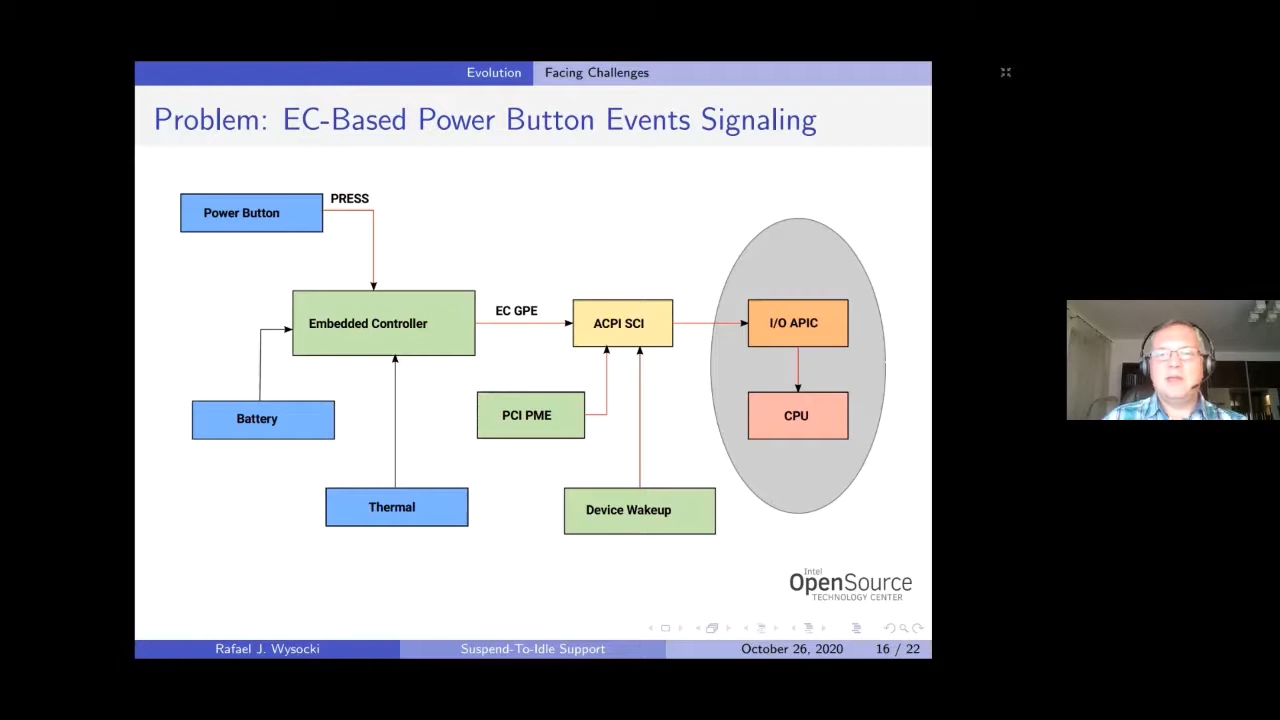 Evolution Facing Challenges
Problem: EC-Based Power Button Events Signaling
Power Button
PRESS
Embedded Controller
EC GPE
ACPI SCI
I/O APIC
Battery
PCI PME
CPU
Thermal
Device Wakeup
Intel
OpenSource
TECHNOLOGY CENTER
Rafael J. Wysocki Suspend-To-Idle Support October 26, 2020 16 / 22